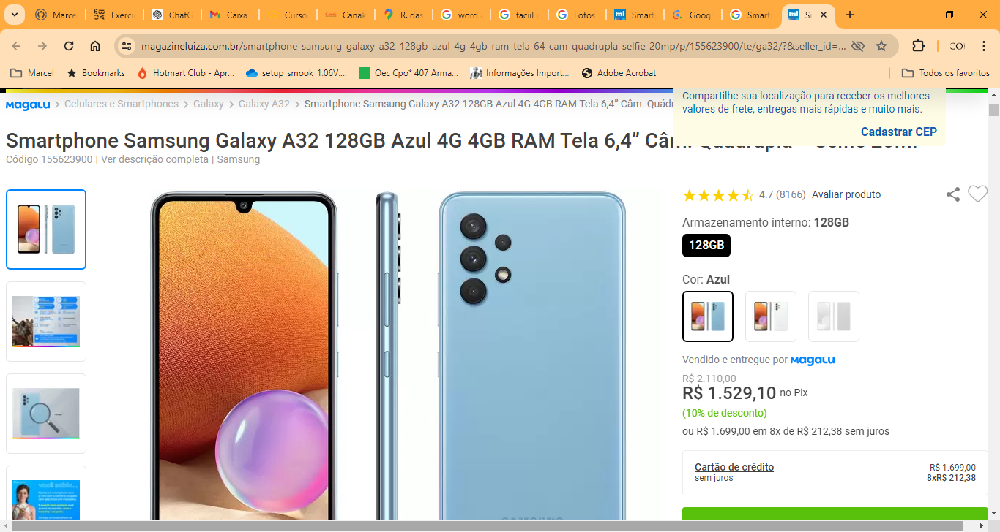 Marce
Exerc
ChatG
Caixa
Curso
Canak
R. das
word
faciil u
Fotos
Smart
Googl
Smart
magazineluiza.com.br/smartphone-samsung-galaxy-a32-128gb-azul-4g-4gb-ram-tela-64-cam-quadrupla-selfie-20mp/p/155623900/te/ga32/?&seller_id=...
Marcel
Bookmarks
Hotmart Club - Apr...
setup_smook_1.06V....
Oec Cpo* 407 Arma...
Informações Import...
Adobe Acrobat
Todos os favoritos
Magalu > Celulares e Smartphones > Galaxy > Galaxy A32 > Smartphone Samsung Galaxy A32 128GB Azul 4G 4GB RAM Tela 6,4” Câm. Quád
Compartilhe sua localização para receber os melhores
valores de frete, entregas mais rápidas e muito mais.
Cadastrar CEP
Smartphone Samsung Galaxy A32 128GB Azul 4G 4GB RAM Tela 6,4” Câm. Quádrupla
Código 155623900 | Ver descrição completa | Samsung
4.7 (8166) Avaliar produto
Armazenamento interno: 128GB
128GB
Cor: Azul
Vendido e entregue por Magalu
R$ 2.110,00
R$ 1.529,10 no Pix
(10% de desconto)
ou R$ 1.699,00 em 8x de R$ 212,38 sem juros
Cartão de crédito
R$ 1.699,00
sem juros
8xR$ 212,38
você sabia...
SAMSUNG